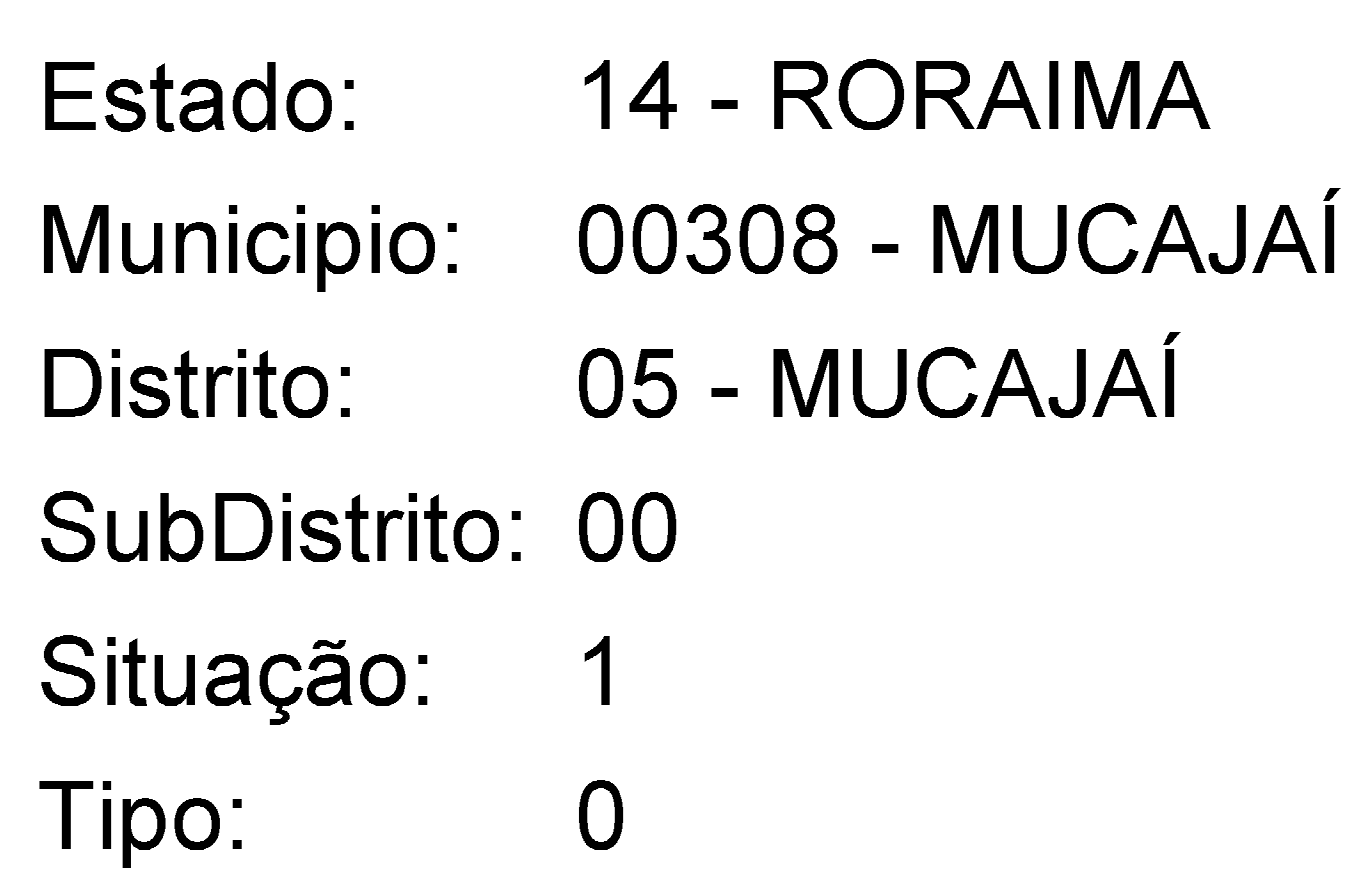 Estado: 14 - RORAIMA
Municipio: 00308 - MUCAJAÍ
Distrito: 05 - MUCAJAÍ
SubDistrito: 00
Situação: 1
Tipo: 0